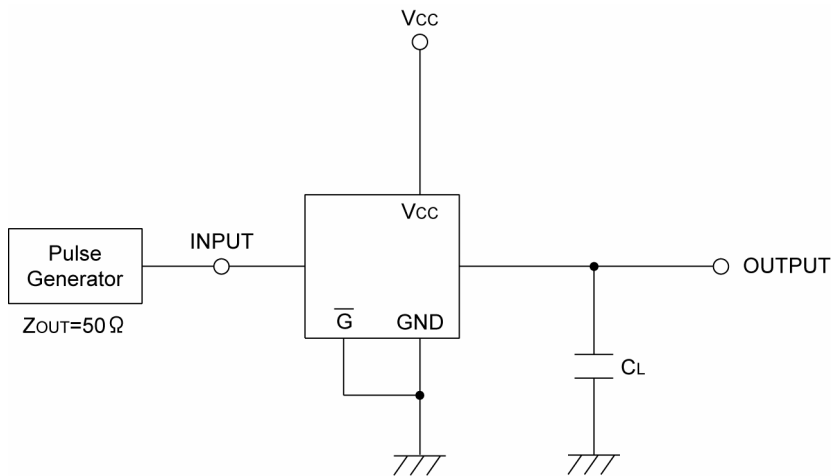 VCC
VCC
Pulse
Generator
INPUT
OUTPUT
ZOUT=50Ω
G̅
GND
CL